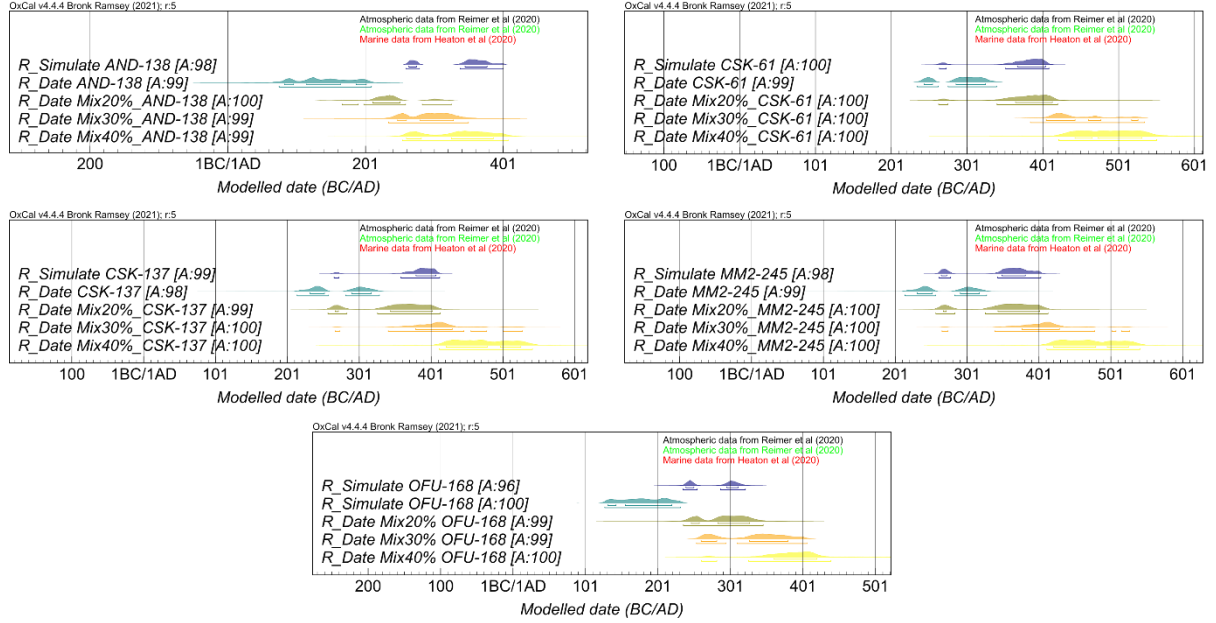 OxCal v4.4.4 Bronk Ramsey (2021); r:5
Atmospheric data from Reimer et al (2020)
Atmospheric data from Reimer et al (2020)
Marine data from Heaton et al (2020)
R_Simulate AND-138 [A:98]
R_Date AND-138 [A:99]
R_Date Mix20%_AND-138 [A:100]
R_Date Mix30%_AND-138 [A:99]
R_Date Mix40%_AND-138 [A:99]
200 1BC/1AD 201 401
Modelled date (BC/AD)
OxCal v4.4.4 Bronk Ramsey (2021); r:5
Atmospheric data from Reimer et al (2020)
Atmospheric data from Reimer et al (2020)
Marine data from Heaton et al (2020)
R_Simulate CSK-61 [A:100]
R_Date CSK-61 [A:99]
R_Date Mix20%_CSK-61 [A:100]
R_Date Mix30%_CSK-61 [A:100]
R_Date Mix40%_CSK-61 [A:100]
100 1BC/1AD 101 201 301 401 501 601
Modelled date (BC/AD)
OxCal v4.4.4 Bronk Ramsey (2021); r:5
Atmospheric data from Reimer et al (2020)
Atmospheric data from Reimer et al (2020)
Marine data from Heaton et al (2020)
R_Simulate CSK-137 [A:99]
R_Date CSK-137 [A:98]
R_Date Mix20%_CSK-137 [A:99]
R_Date Mix30%_CSK-137 [A:100]
R_Date Mix40%_CSK-137 [A:100]
100 1BC/1AD 101 201 301 401 501 601
Modelled date (BC/AD)
OxCal v4.4.4 Bronk Ramsey (2021); r:5
Atmospheric data from Reimer et al (2020)
Atmospheric data from Reimer et al (2020)
Marine data from Heaton et al (2020)
R_Simulate MM2-245 [A:98]
R_Date MM2-245 [A:99]
R_Date Mix20%_MM2-245 [A:100]
R_Date Mix30%_MM2-245 [A:100]
R_Date Mix40%_MM2-245 [A:100]
100 1BC/1AD 101 201 301 401 501 601
Modelled date (BC/AD)
OxCal v4.4.4 Bronk Ramsey (2021); r:5
Atmospheric data from Reimer et al (2020)
Atmospheric data from Reimer et al (2020)
Marine data from Heaton et al (2020)
R_Simulate OFU-168 [A:96]
R_Simulate OFU-168 [A:100]
R_Date Mix20% OFU-168 [A:99]
R_Date Mix30% OFU-168 [A:99]
R_Date Mix40% OFU-168 [A:100]
200 100 1BC/1AD 101 201 301 401 501
Modelled date (BC/AD)